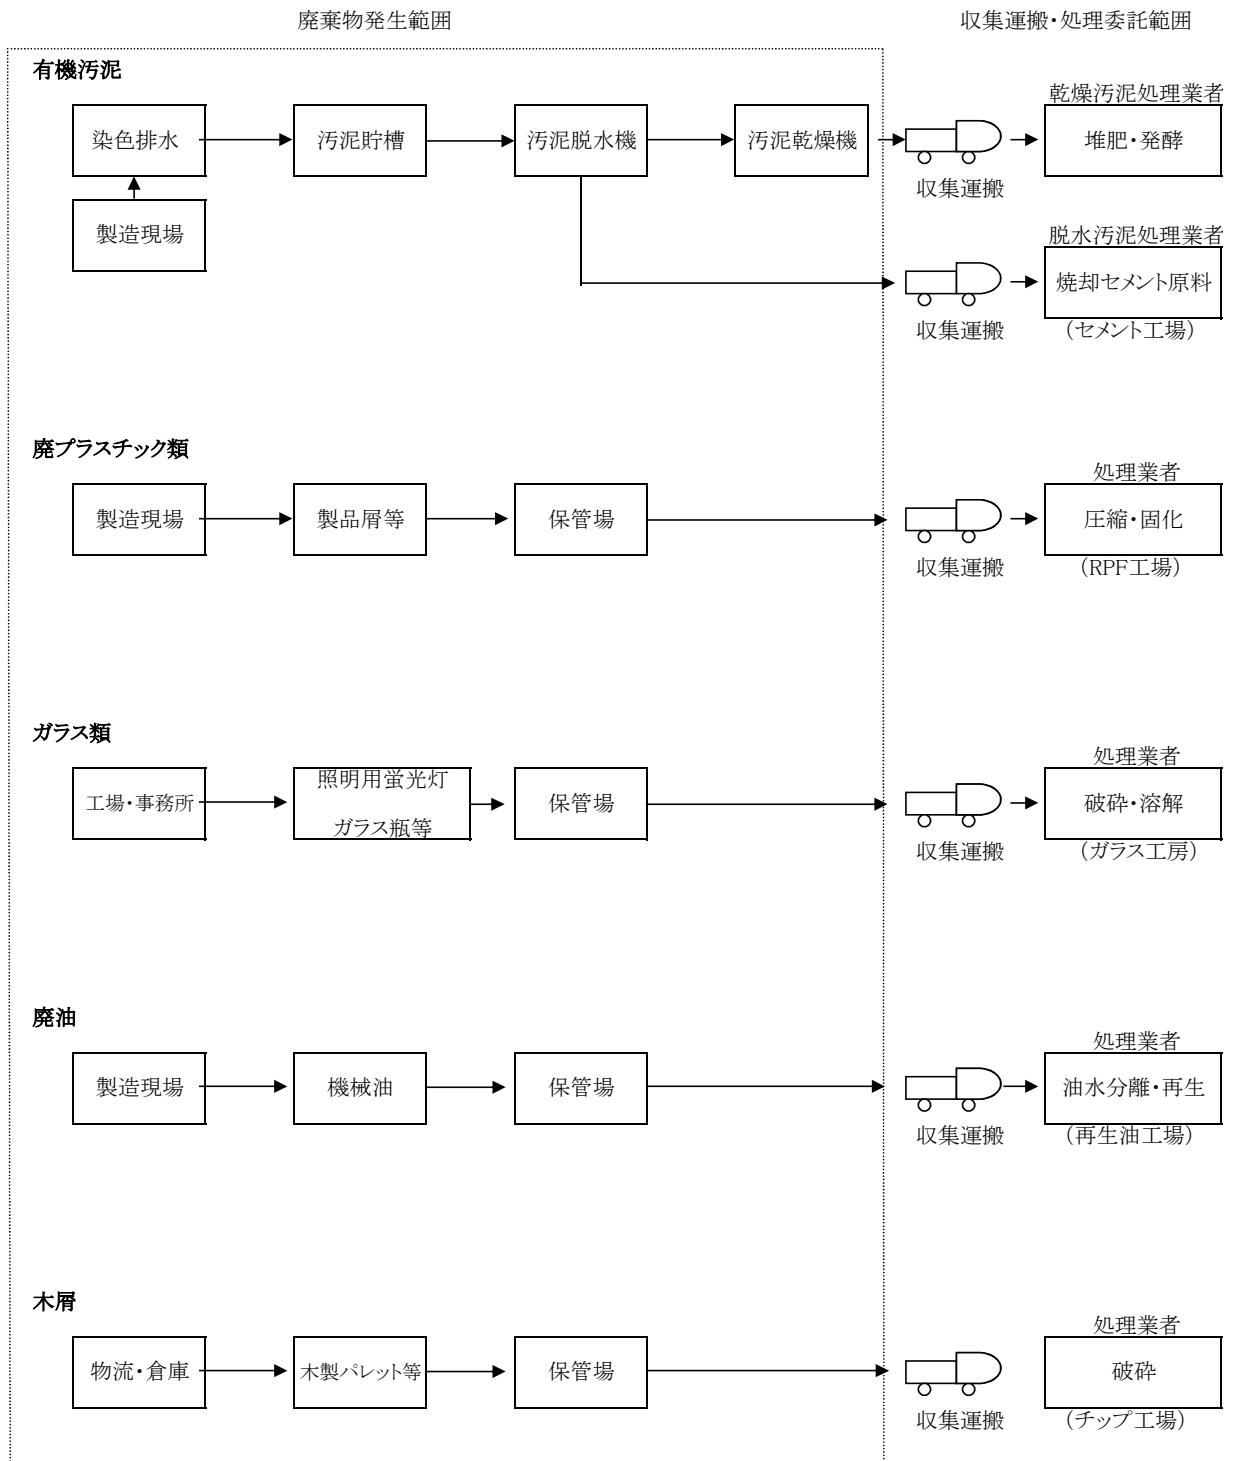 廃棄物発生範囲
収集運搬・処理委託範囲
有機汚泥
乾燥汚泥処理業者
染色排水
汚泥貯槽
汚泥脱水機
汚泥乾燥機
堆肥・発酵
収集運搬
製造現場
脱水汚泥処理業者
焼却セメント原料
収集運搬
(セメント工場)
廃プラスチック類
処理業者
製造現場
製品屑等
保管場
圧縮・固化
収集運搬
(RPF工場)
ガラス類
処理業者
工場・事務所
照明用蛍光灯
ガラス瓶等
保管場
破砕・溶解
収集運搬
(ガラス工房)
廃油
処理業者
製造現場
機械油
保管場
油水分離・再生
収集運搬
(再生油工場)
木屑
処理業者
物流・倉庫
木製パレット等
保管場
破砕
収集運搬
(チップ工場)